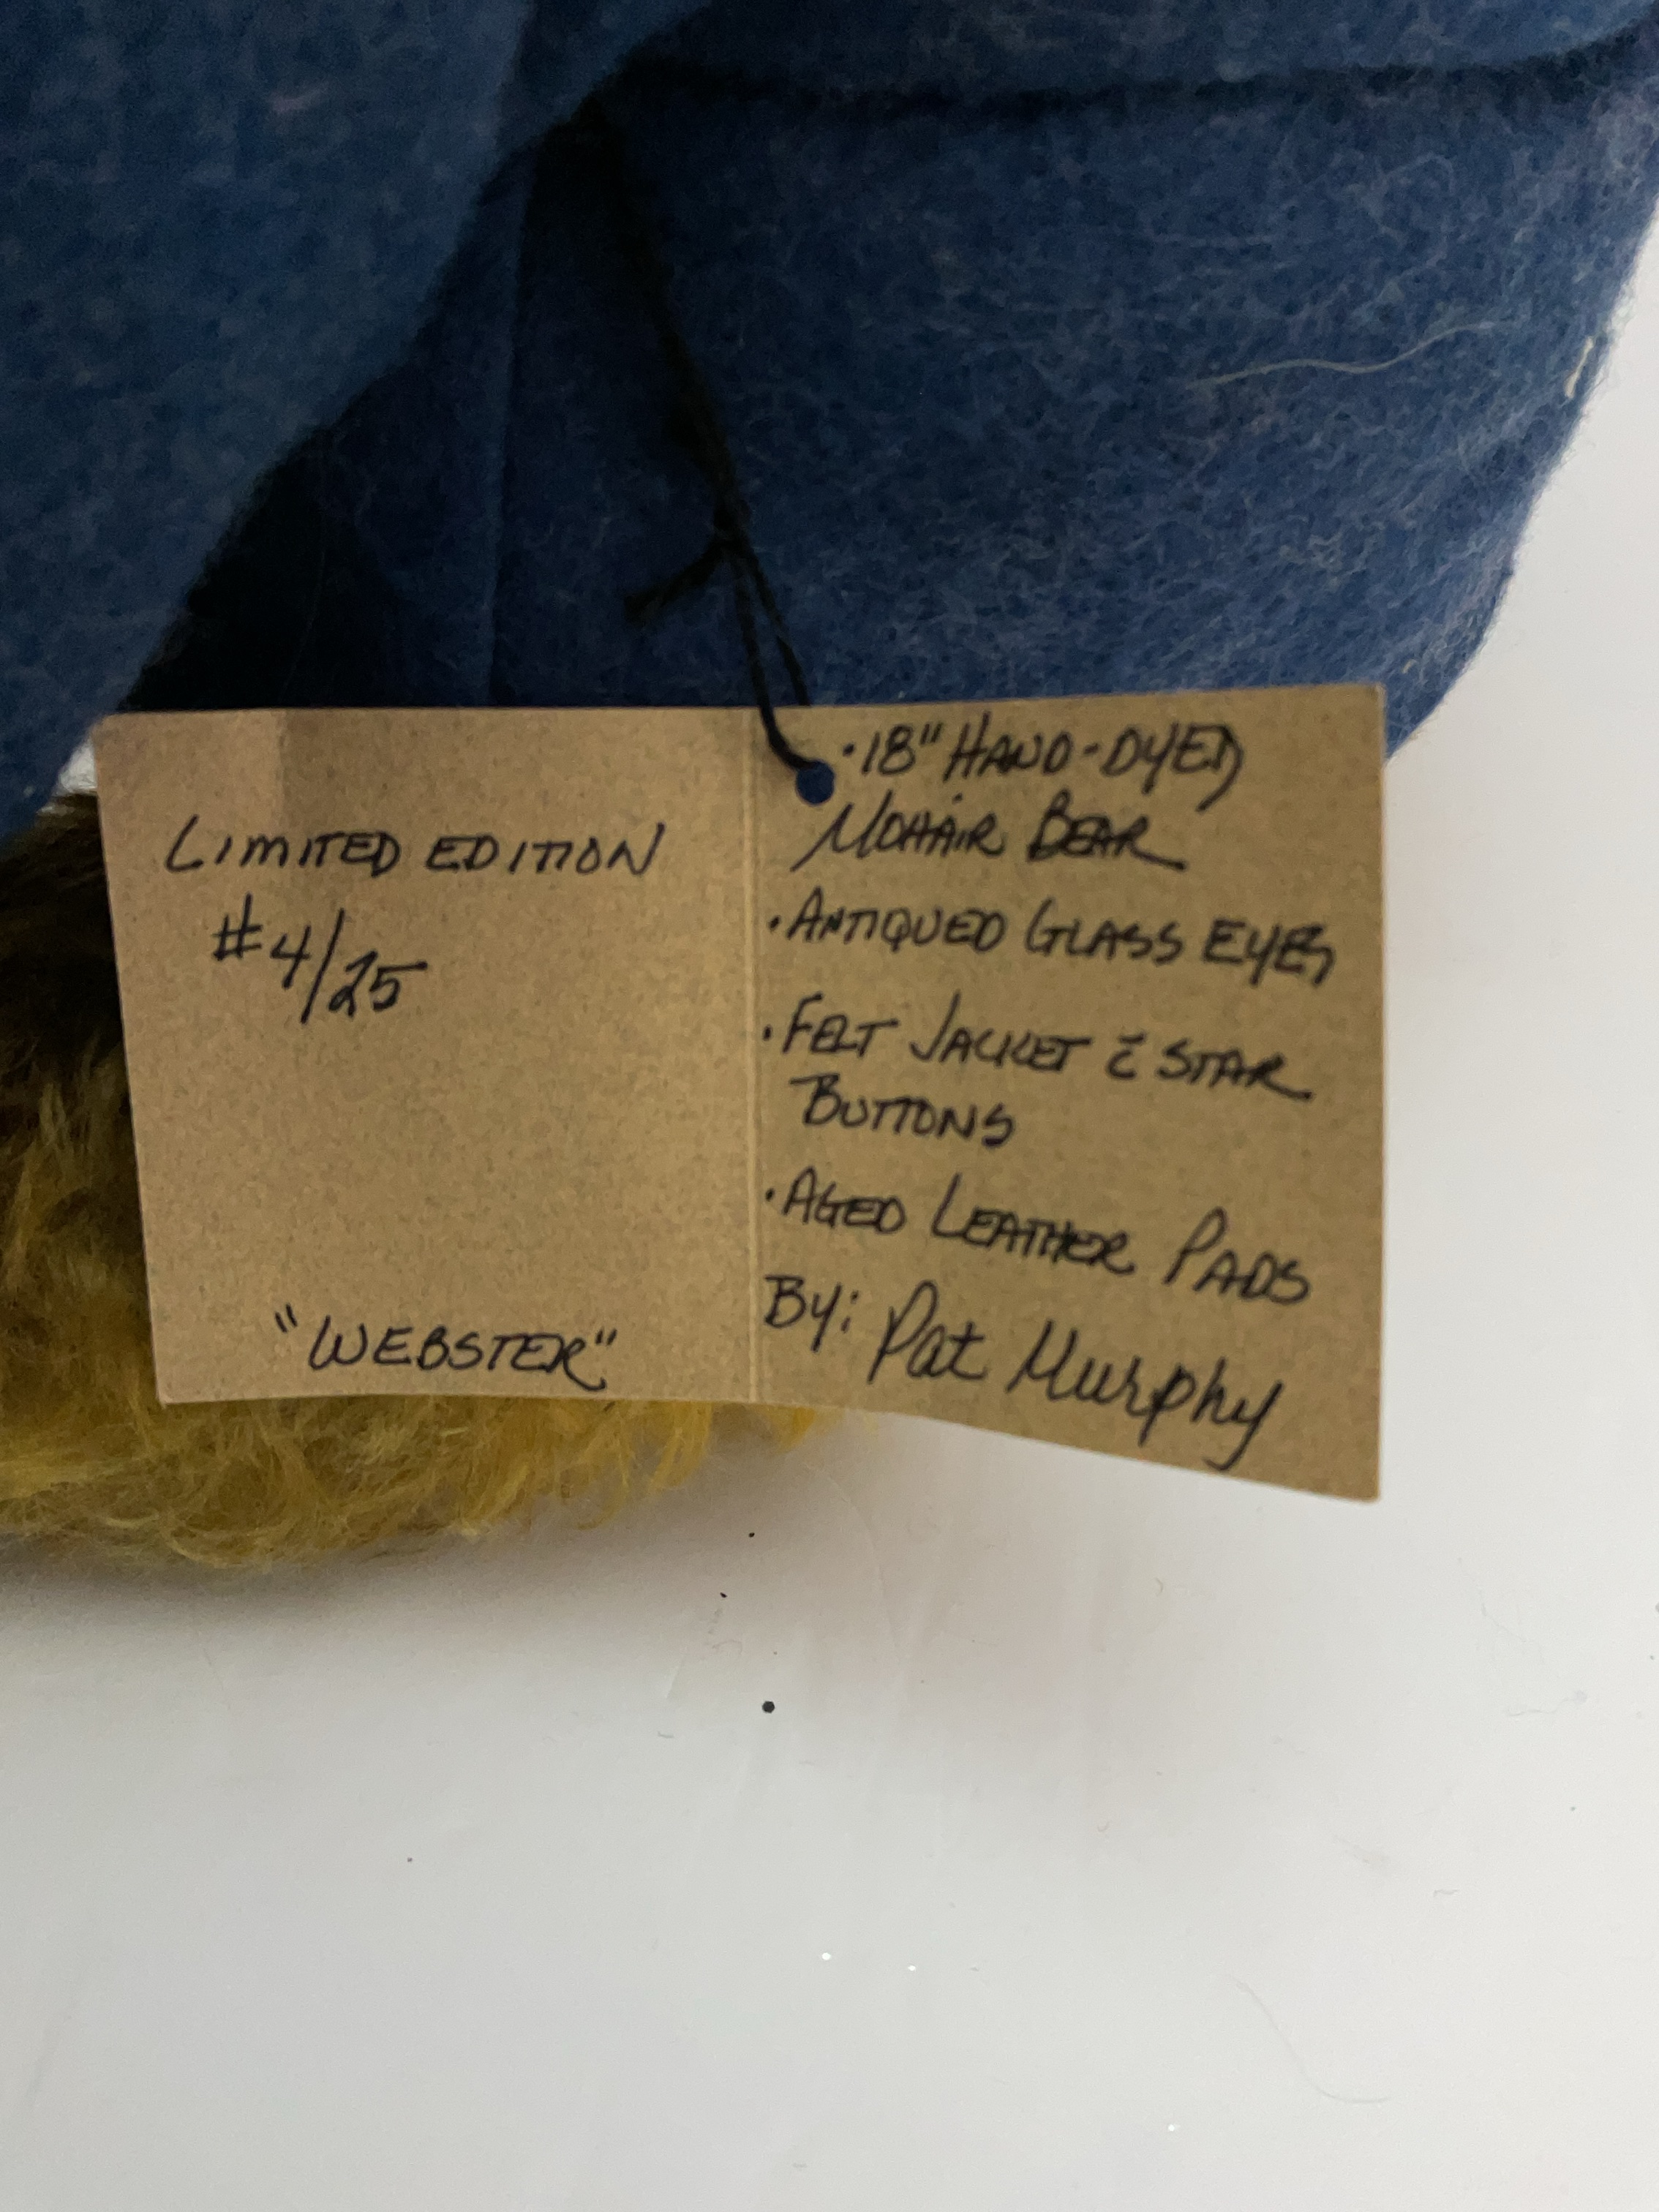 LIMITED EDITION
#4/25
"WEBSTER"
·18" HAND-DYED
MOHAIR BEAR
·ANTIQUED GLASS EYES
·FELT JACKET c̄ STAR
BUTTONS
·AGED LEATHER PADS
By: Pat Murphy